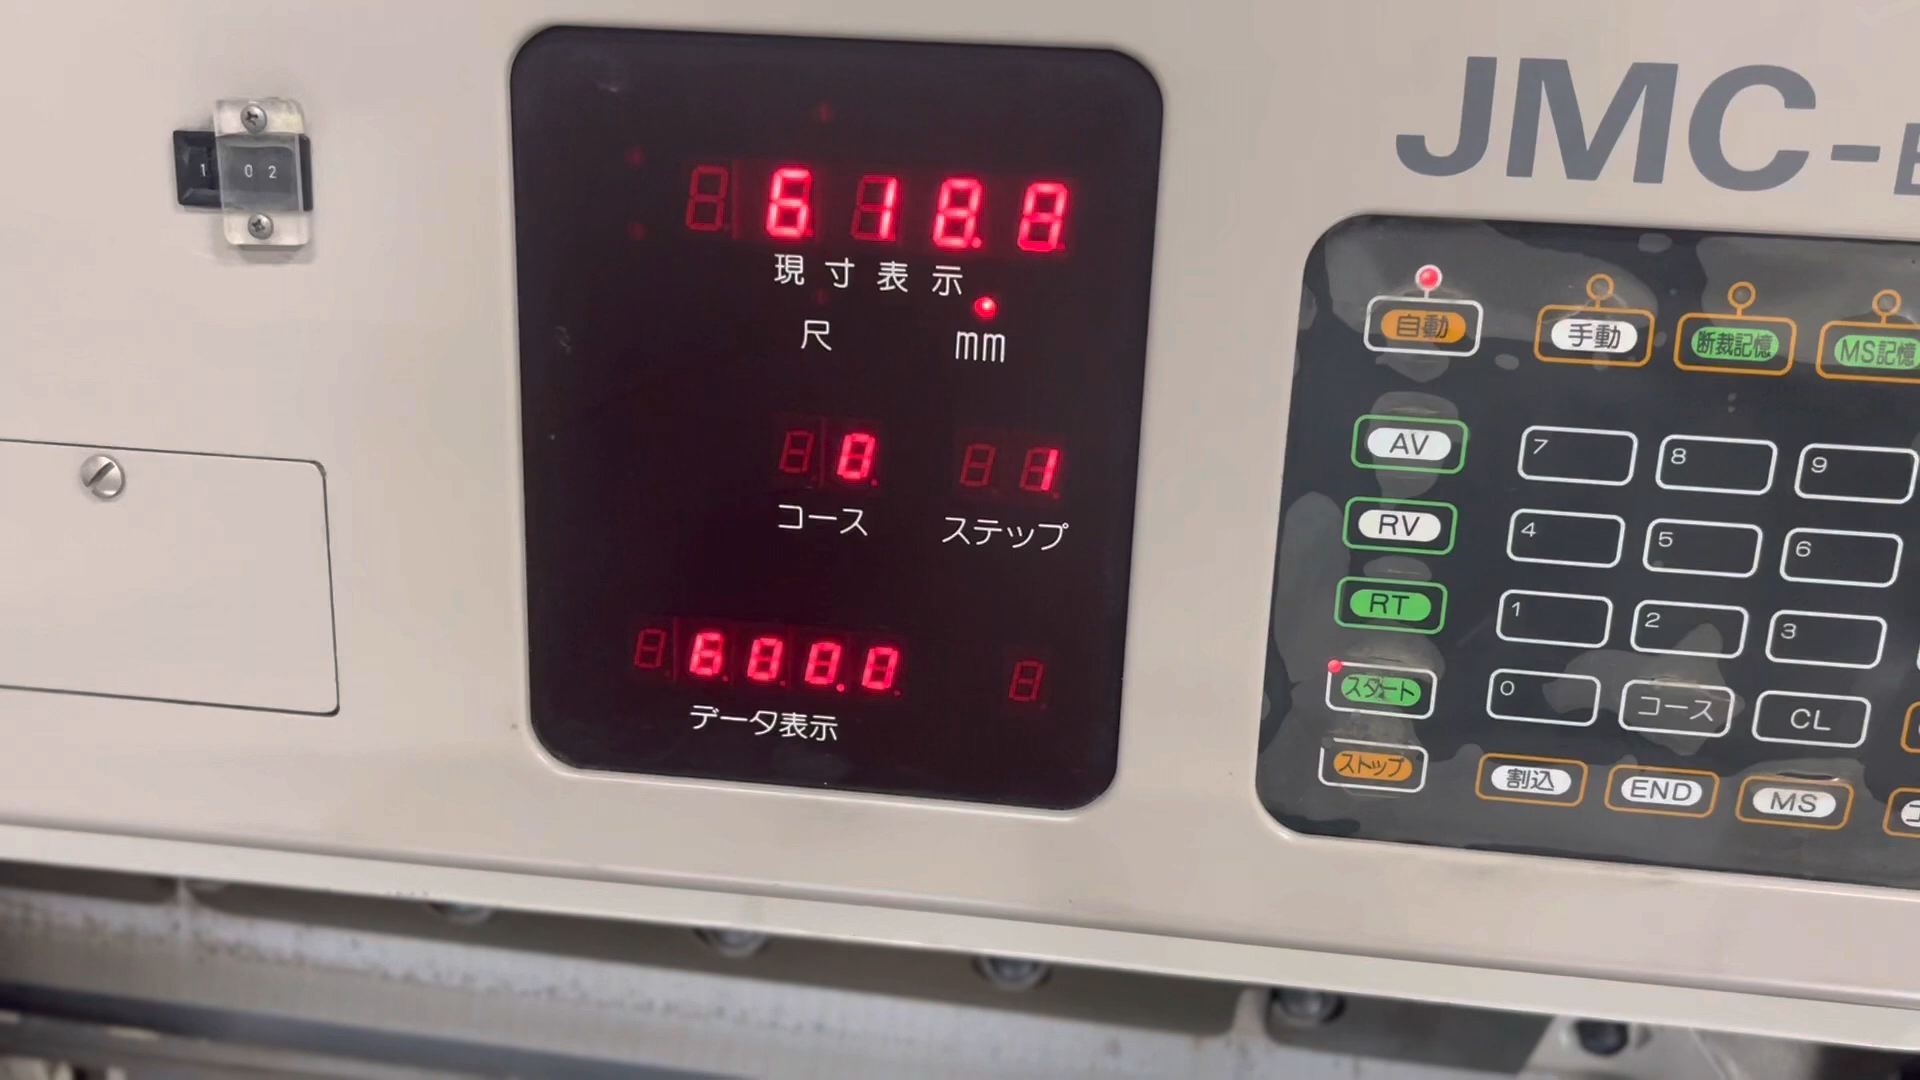 1 0 2
JMC-
現寸表示
尺 mm
1
コース ステップ
600.0
データ表示
自動 手動 断裁記憶 MS記憶
AV 7 8 9
RV 4 5 6
RT 1 2 3
スタート 0 コース CL
ストップ 割込 END MS